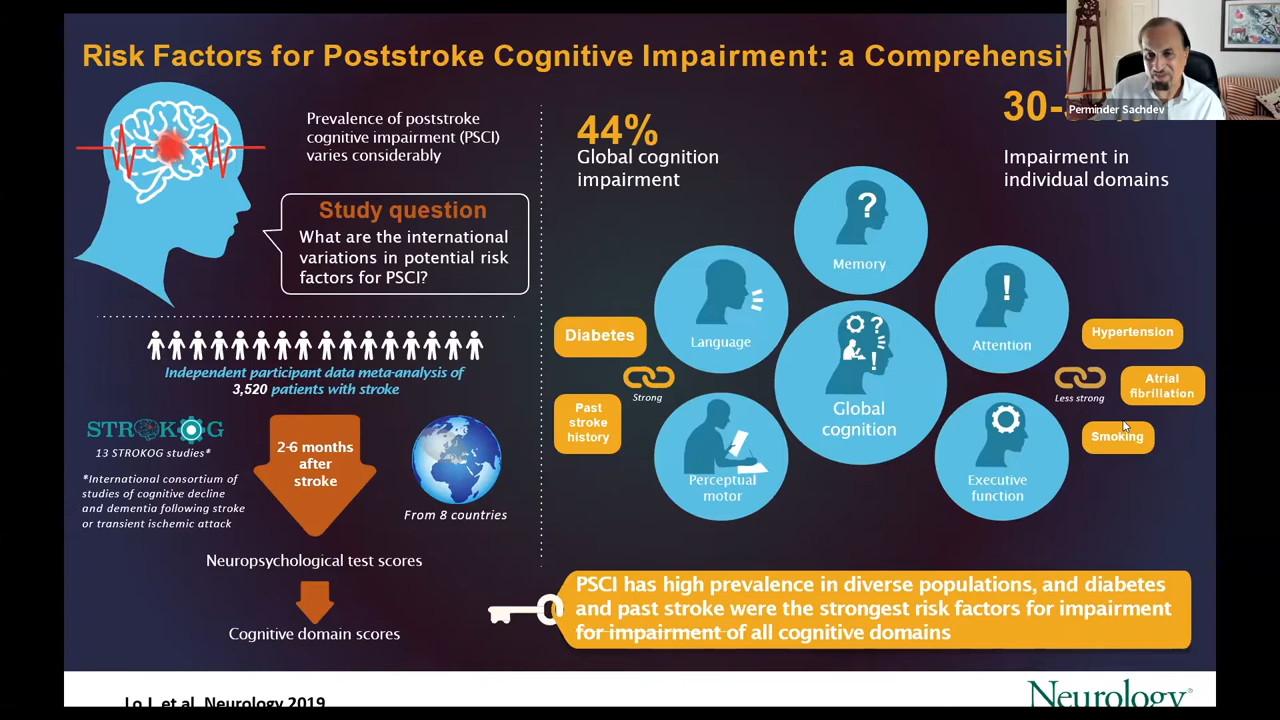 Risk Factors for Poststroke Cognitive Impairment: a Comprehensiv
Perminder Sachdev
Prevalence of poststroke
cognitive impairment (PSCI)
varies considerably
Study question
What are the international
variations in potential risk
factors for PSCI?
Independent participant data meta-analysis of
3,520 patients with stroke
STROKOG
13 STROKOG studies*
*International consortium of
studies of cognitive decline
and dementia following stroke
or transient ischemic attack
2-6 months
after
stroke
From 8 countries
Neuropsychological test scores
Cognitive domain scores
44%
Global cognition
impairment
30-
Impairment in
individual domains
?
Memory
Language
!
Attention
?
!
Global
cognition
Perceptual
motor
Executive
function
Diabetes
Strong
Past
stroke
history
Hypertension
Less strong
Atrial
fibrillation
Smoking
PSCI has high prevalence in diverse populations, and diabetes
and past stroke were the strongest risk factors for impairment
for impairment of all cognitive domains
Lo J, et al. Neurology 2019
Neurology®